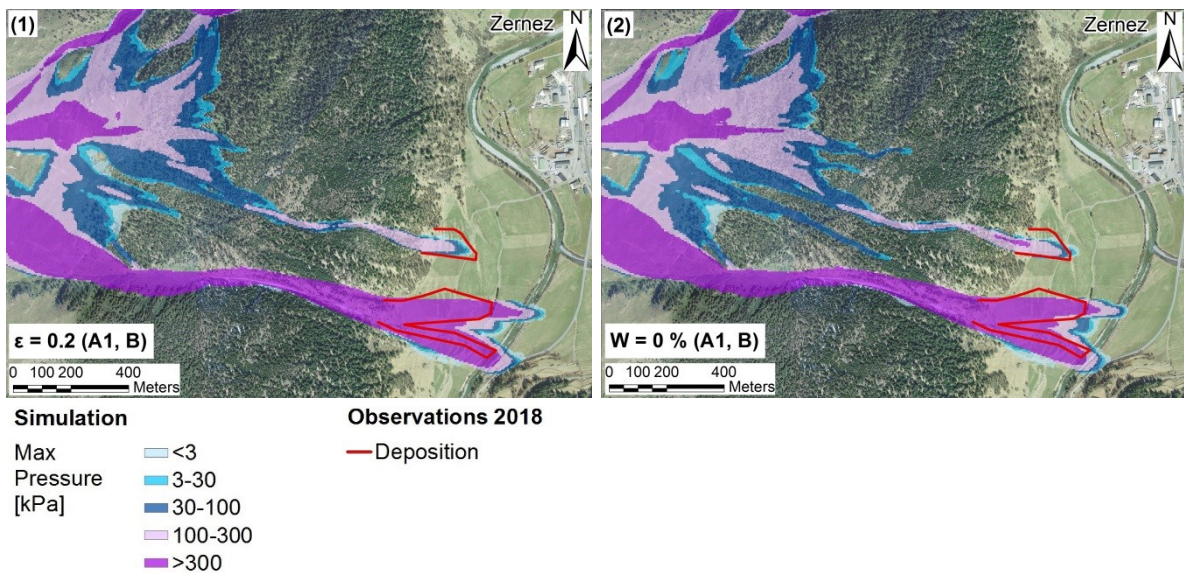 (1)
Zernez
N
ε = 0.2 (A1, B)
0 100 200 400
Meters
(2)
Zernez
N
W = 0 % (A1, B)
0 100 200 400
Meters
Simulation
Max
Pressure
[kPa]
<3
3-30
30-100
100-300
>300
Observations 2018
Deposition